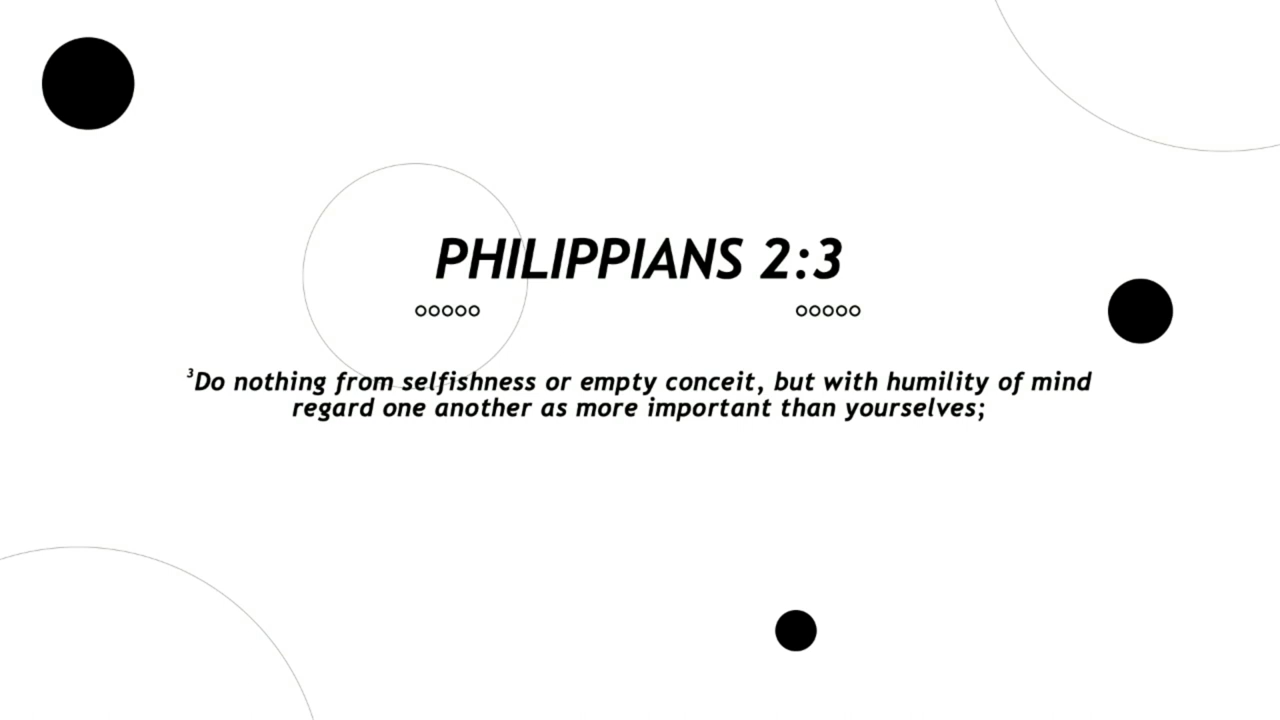 PHILIPPIANS 2:3
³Do nothing from selfishness or empty conceit, but with humility of mind
regard one another as more important than yourselves;